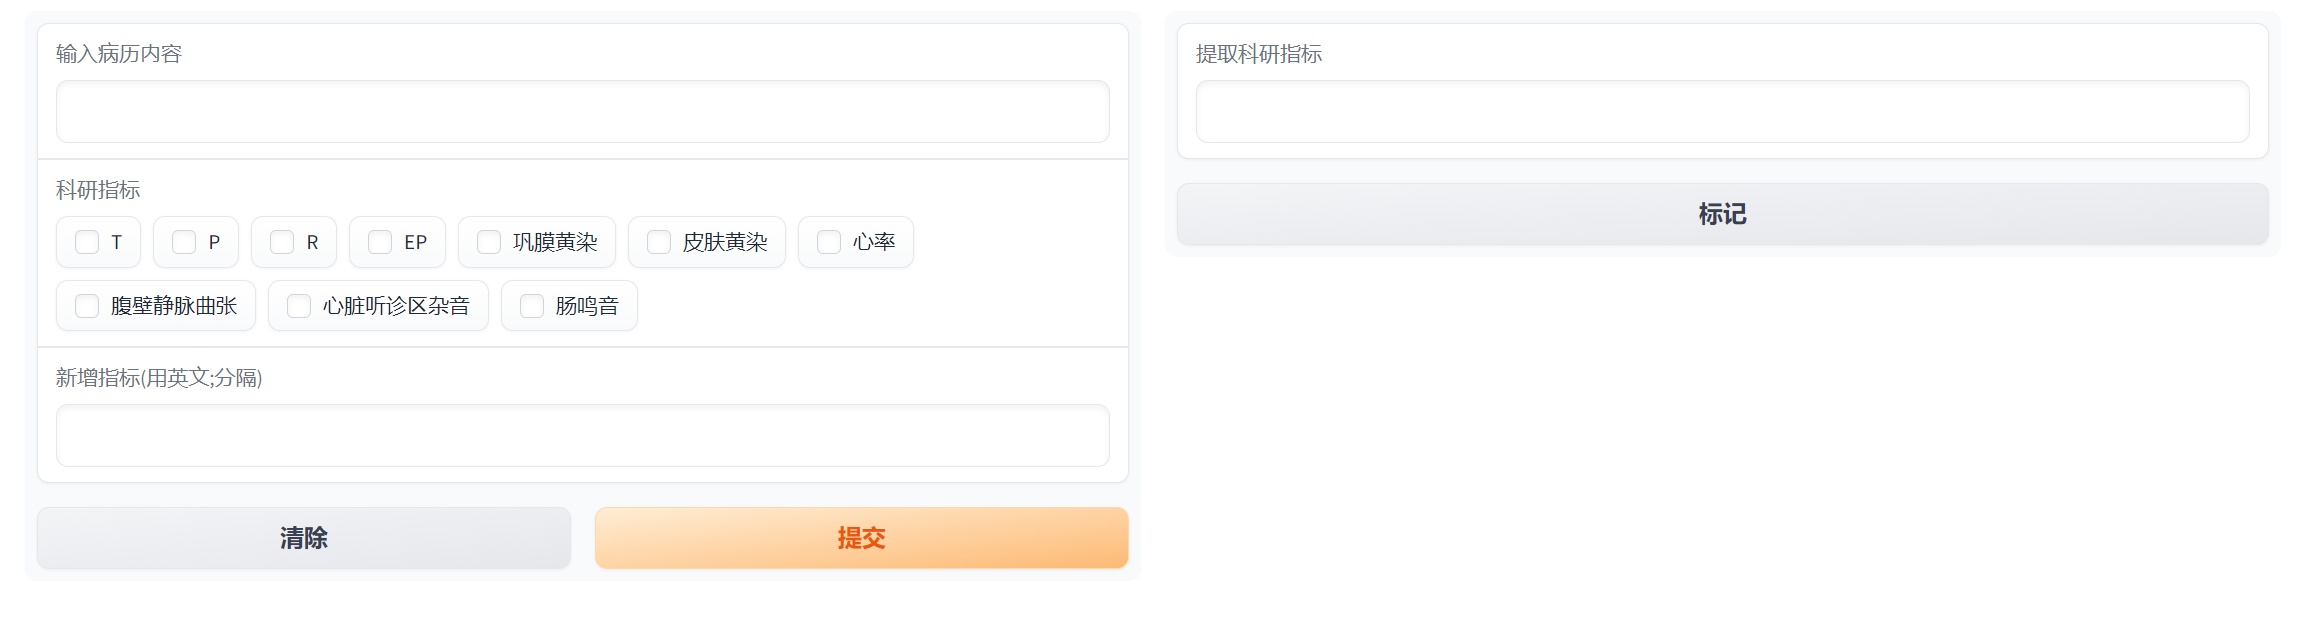 输入病历内容
科研指标
T P R EP 巩膜黄染 皮肤黄染 心率
腹壁静脉曲张 心脏听诊区杂音 肠鸣音
新增指标(用英文;分隔)
清除 提交
提取科研指标
标记